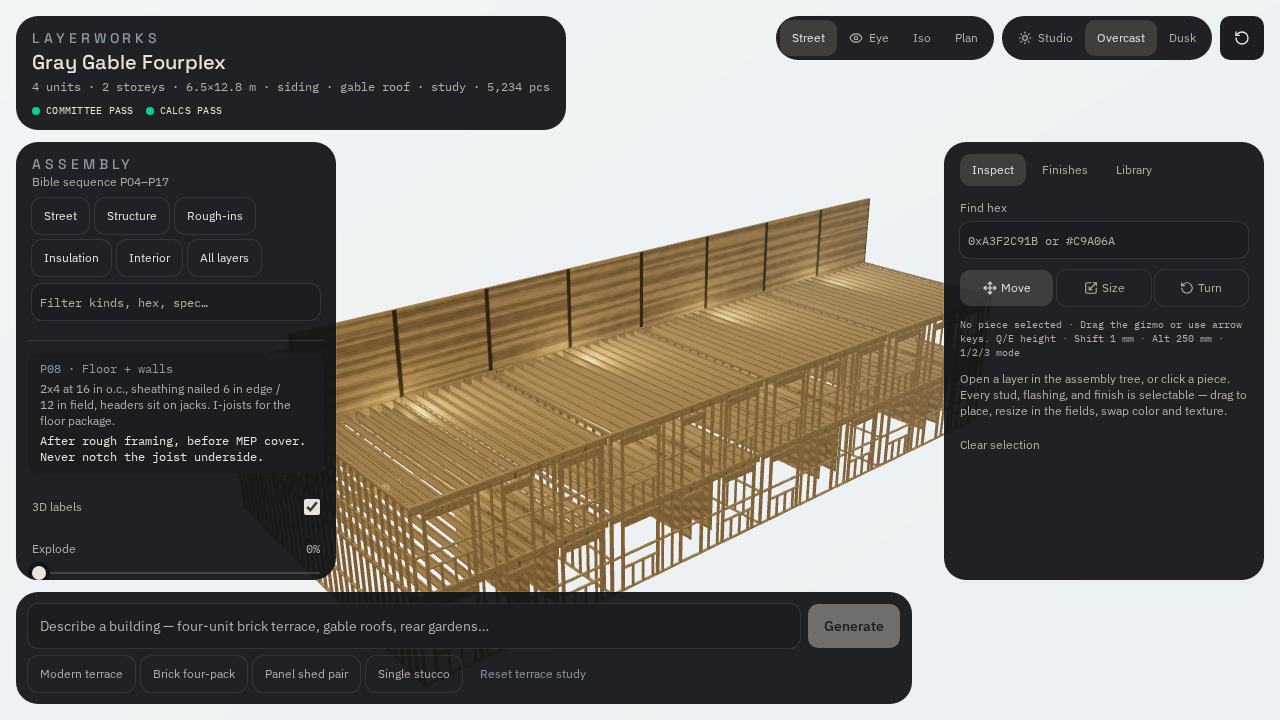 LAYERWORKS
Gray Gable Fourplex
4 units · 2 storeys · 6.5×12.8 m · siding · gable roof · study · 5,234 pcs
COMMITTEE PASS CALCS PASS
Street Eye Iso Plan
Studio Overcast Dusk
ASSEMBLY
Bible sequence P04–P17
Street Structure Rough-ins
Insulation Interior All layers
Filter kinds, hex, spec…
P08 · Floor + walls
2x4 at 16 in o.c., sheathing nailed 6 in edge /
12 in field, headers sit on jacks. I-joists for the
floor package.
After rough framing, before MEP cover.
Never notch the joist underside.
3D labels
Explode 0%
Inspect Finishes Library
Find hex
0xA3F2C91B or #C9A06A
Move Size Turn
No piece selected · Drag the gizmo or use arrow
keys. Q/E height · Shift 1 mm · Alt 250 mm ·
1/2/3 mode
Open a layer in the assembly tree, or click a piece.
Every stud, flashing, and finish is selectable — drag to
place, resize in the fields, swap color and texture.
Clear selection
Describe a building — four-unit brick terrace, gable roofs, rear gardens…
Generate
Modern terrace Brick four-pack Panel shed pair Single stucco Reset terrace study